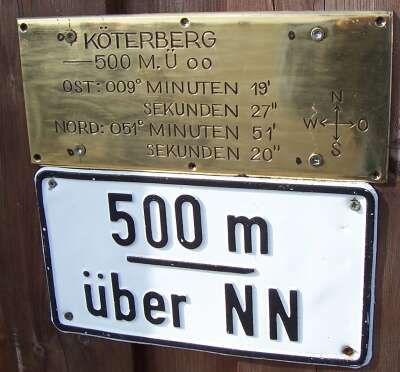 KÖTERBERG
—500 M.Ü oo
OST: 009° MINUTEN 19'
SEKUNDEN 27"
NORD: 051° MINUTEN 51'
SEKUNDEN 20"
N
W O
S
500 m
über NN